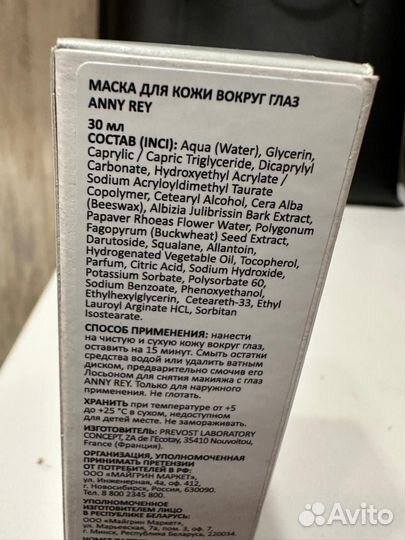 МАСКА ДЛЯ КОЖИ ВОКРУГ ГЛАЗ
ANNY REY
30 мл
СОСТАВ (INCI): Aqua (Water), Glycerin,
Caprylic / Capric Triglyceride, Dicaprylyl
Carbonate, Hydroxyethyl Acrylate /
Sodium Acryloyldimethyl Taurate
Copolymer, Cetearyl Alcohol, Cera Alba
(Beeswax), Albizia Julibrissin Bark Extract,
Papaver Rhoeas Flower Water, Polygonum
Fagopyrum (Buckwheat) Seed Extract,
Darutoside, Squalane, Allantoin,
Hydrogenated Vegetable Oil, Tocopherol,
Parfum, Citric Acid, Sodium Hydroxide,
Potassium Sorbate, Polysorbate 60,
Sodium Benzoate, Phenoxyethanol,
Ethylhexylglycerin, Ceteareth-33, Ethyl
Lauroyl Arginate HCL, Sorbitan
Isostearate.
СПОСОБ ПРИМЕНЕНИЯ: нанести
на чистую и сухую кожу вокруг глаз,
оставить на 15 минут. Смыть остатки
средства водой или удалить ватным
диском, предварительно смочив его
Лосьоном для снятия макияжа с глаз
ANNY REY. Только для наружного
применения. Не глотать.
ХРАНИТЬ при температуре от +5
до +25 °C в сухом, недоступном
для детей месте. Не замораживать.
ИЗГОТОВИТЕЛЬ: PREVOST LABORATORY
CONCEPT, ZA de l'Ecotay, 35410 Nouvoitou,
France (Франция).
ОРГАНИЗАЦИЯ, УПОЛНОМОЧЕННАЯ
ПРИНИМАТЬ ПРЕТЕНЗИИ
ОТ ПОТРЕБИТЕЛЕЙ В РФ:
ООО «МАЙГРИН МАРКЕТ»,
ул. Инженерная, 4а, оф. 412,
г. Новосибирск, Россия, 630090.
Тел. 8 800 2345 800.
УПОЛНОМОЧЕННОЕ
ИЗГОТОВИТЕЛЕМ ЛИЦО
В РЕСПУБЛИКЕ БЕЛАРУСЬ:
ООО «Майгрин Маркет»,
ул. Марьевская, 7а, пом. 3, оф. 7,
г. Минск, Республика Беларусь, 220034.
Avito